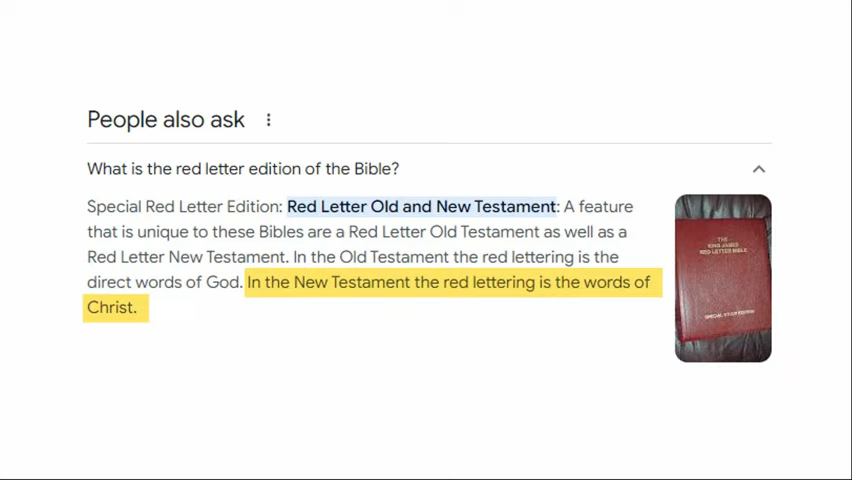 People also ask
What is the red letter edition of the Bible?
Special Red Letter Edition: Red Letter Old and New Testament: A feature
that is unique to these Bibles are a Red Letter Old Testament as well as a
Red Letter New Testament. In the Old Testament the red lettering is the
direct words of God. In the New Testament the red lettering is the words of
Christ.
THE
KING JAMES
RED LETTER BIBLE
SPECIAL STUDY EDITION